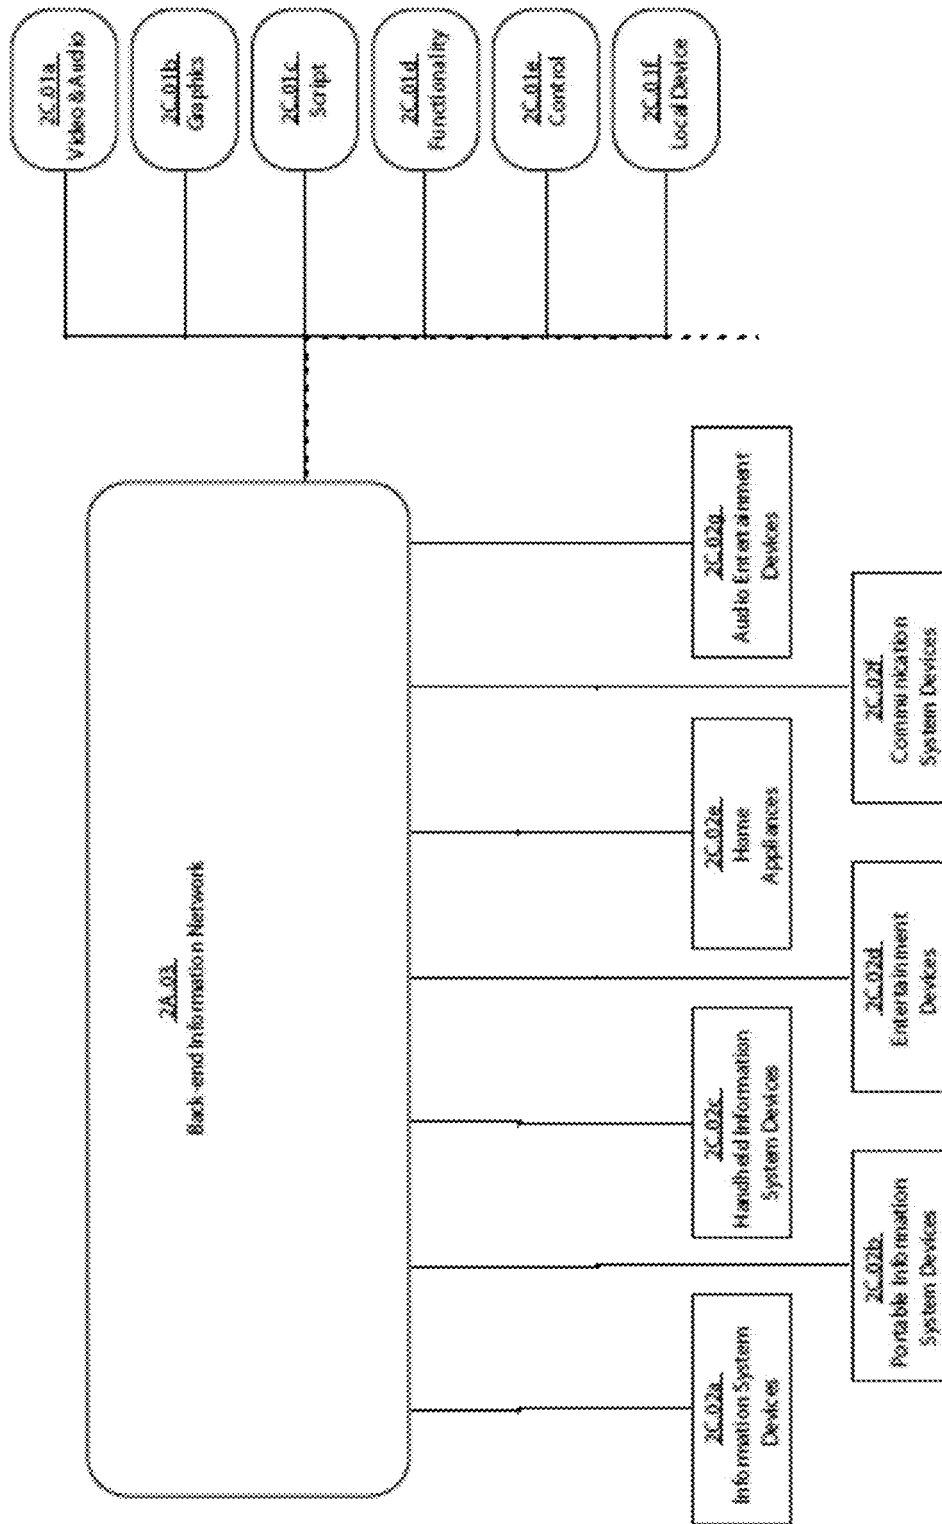 2A.03
Back-end Information Network
2C.01a
Video & Audio
2C.01b
Graphics
2C.01c
Script
2C.01d
Functionality
2C.01e
Control
2C.01f
Local Device
2C.02a
Information System
Devices
2C.02b
Portable Information
System Devices
2C.02c
Handheld Information
System Devices
2C.02d
Entertainment
Devices
2C.02e
Home
Appliances
2C.02f
Communication
System Devices
2C.02g
Audio Entertainment
Devices